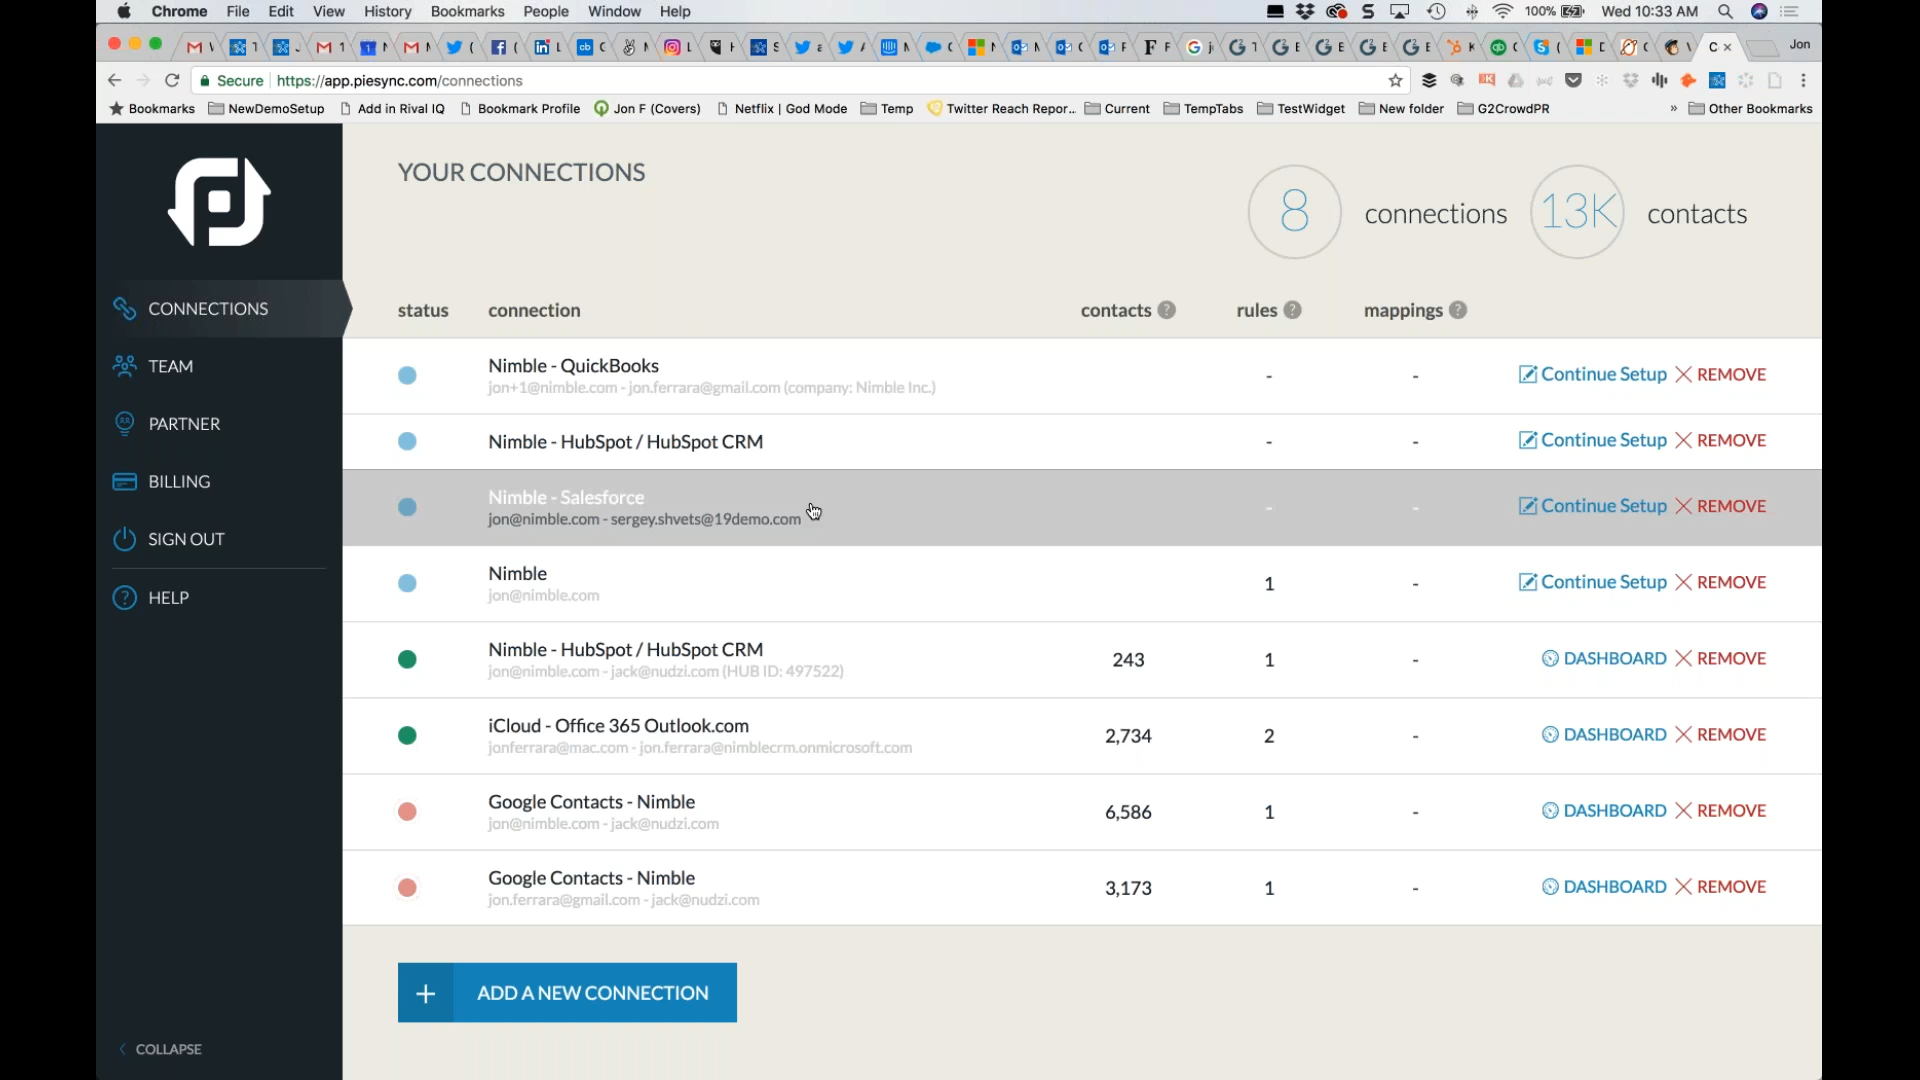 Chrome File Edit View History Bookmarks People Window Help 100% Wed 10:33 AM
Jon
Secure https://app.piesync.com/connections
Bookmarks NewDemoSetup Add in Rival IQ Bookmark Profile Jon F (Covers) Netflix | God Mode Temp Twitter Reach Repor... Current TempTabs TestWidget New folder G2CrowdPR » Other Bookmarks
YOUR CONNECTIONS
8 connections 13K contacts
CONNECTIONS
TEAM
PARTNER
BILLING
SIGN OUT
HELP
COLLAPSE
status connection contacts ? rules ? mappings ?
Nimble - QuickBooks
jon+1@nimble.com - jon.ferrara@gmail.com (company: Nimble Inc.)
- - Continue Setup REMOVE
Nimble - HubSpot / HubSpot CRM
- - Continue Setup REMOVE
Nimble - Salesforce
jon@nimble.com - sergey.shvets@19demo.com
- - Continue Setup REMOVE
Nimble
jon@nimble.com
1 - Continue Setup REMOVE
Nimble - HubSpot / HubSpot CRM
jon@nimble.com - jack@nudzi.com (HUB ID: 497522)
243 1 - DASHBOARD REMOVE
iCloud - Office 365 Outlook.com
jonferrara@mac.com - jon.ferrara@nimblecrm.onmicrosoft.com
2,734 2 - DASHBOARD REMOVE
Google Contacts - Nimble
jon@nimble.com - jack@nudzi.com
6,586 1 - DASHBOARD REMOVE
Google Contacts - Nimble
jon.ferrara@gmail.com - jack@nudzi.com
3,173 1 - DASHBOARD REMOVE
+ ADD A NEW CONNECTION